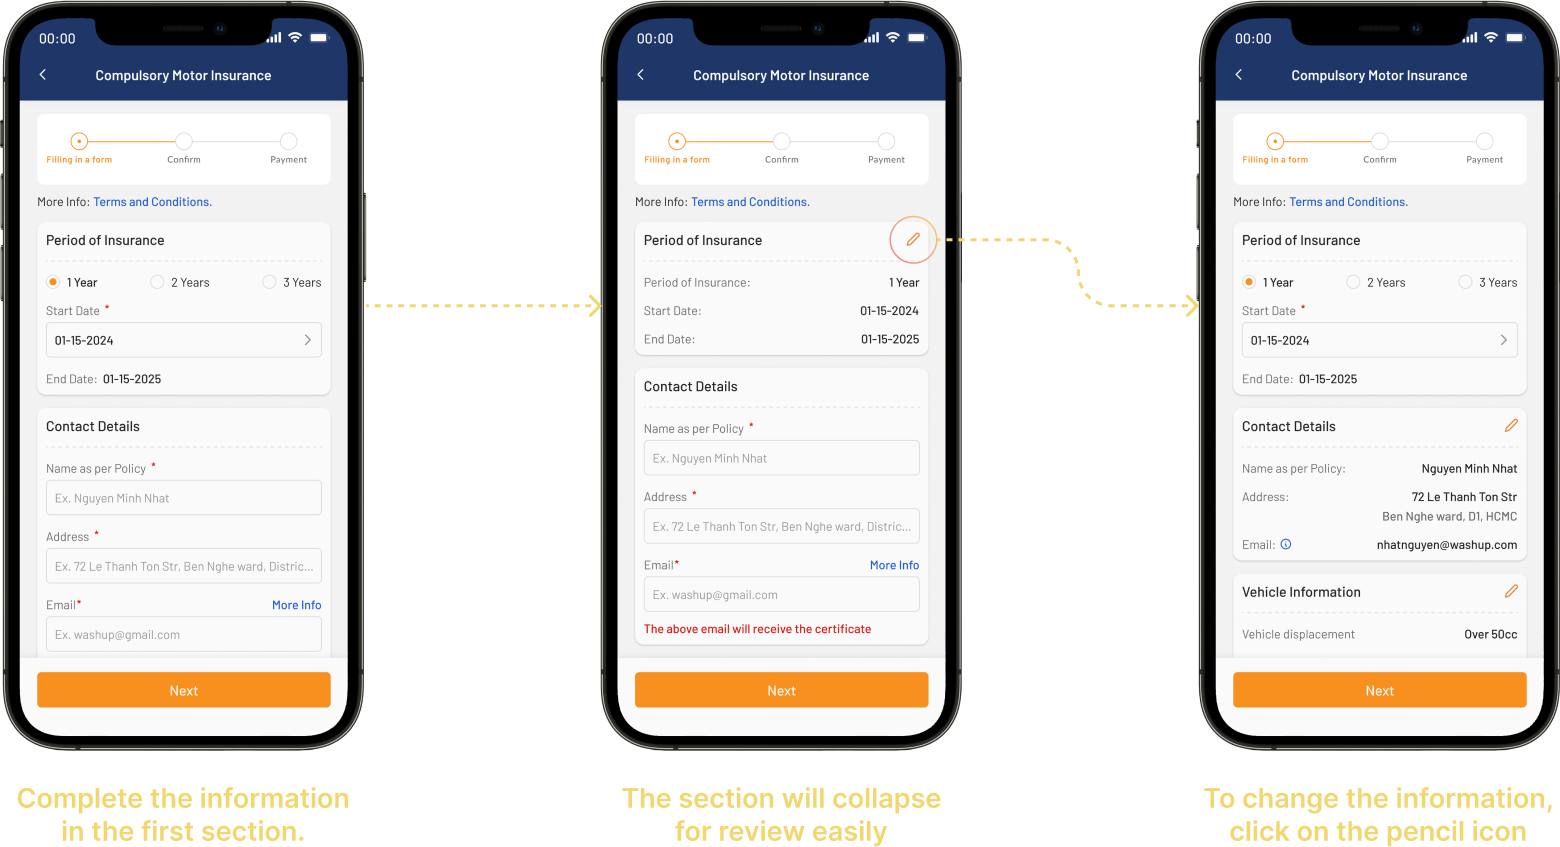 00:00
Compulsory Motor Insurance
Filling in a form
Confirm
Payment
More Info: Terms and Conditions.
Period of Insurance
1 Year
2 Years
3 Years
Start Date *
01-15-2024
End Date: 01-15-2025
Contact Details
Name as per Policy *
Ex. Nguyen Minh Nhat
Address *
Ex. 72 Le Thanh Ton Str, Ben Nghe ward, Distric...
Email* More Info
Ex. washup@gmail.com
Next
Complete the information
in the first section.
00:00
Compulsory Motor Insurance
Filling in a form
Confirm
Payment
More Info: Terms and Conditions.
Period of Insurance
Period of Insurance: 1 Year
Start Date: 01-15-2024
End Date: 01-15-2025
Contact Details
Name as per Policy *
Ex. Nguyen Minh Nhat
Address *
Ex. 72 Le Thanh Ton Str, Ben Nghe ward, Distric...
Email* More Info
Ex. washup@gmail.com
The above email will receive the certificate
Next
The section will collapse
for review easily
00:00
Compulsory Motor Insurance
Filling in a form
Confirm
Payment
More Info: Terms and Conditions.
Period of Insurance
1 Year
2 Years
3 Years
Start Date *
01-15-2024
End Date: 01-15-2025
Contact Details
Name as per Policy: Nguyen Minh Nhat
Address: 72 Le Thanh Ton Str
Ben Nghe ward, D1, HCMC
Email: nhatnguyen@washup.com
Vehicle Information
Vehicle displacement Over 50cc
Next
To change the information,
click on the pencil icon